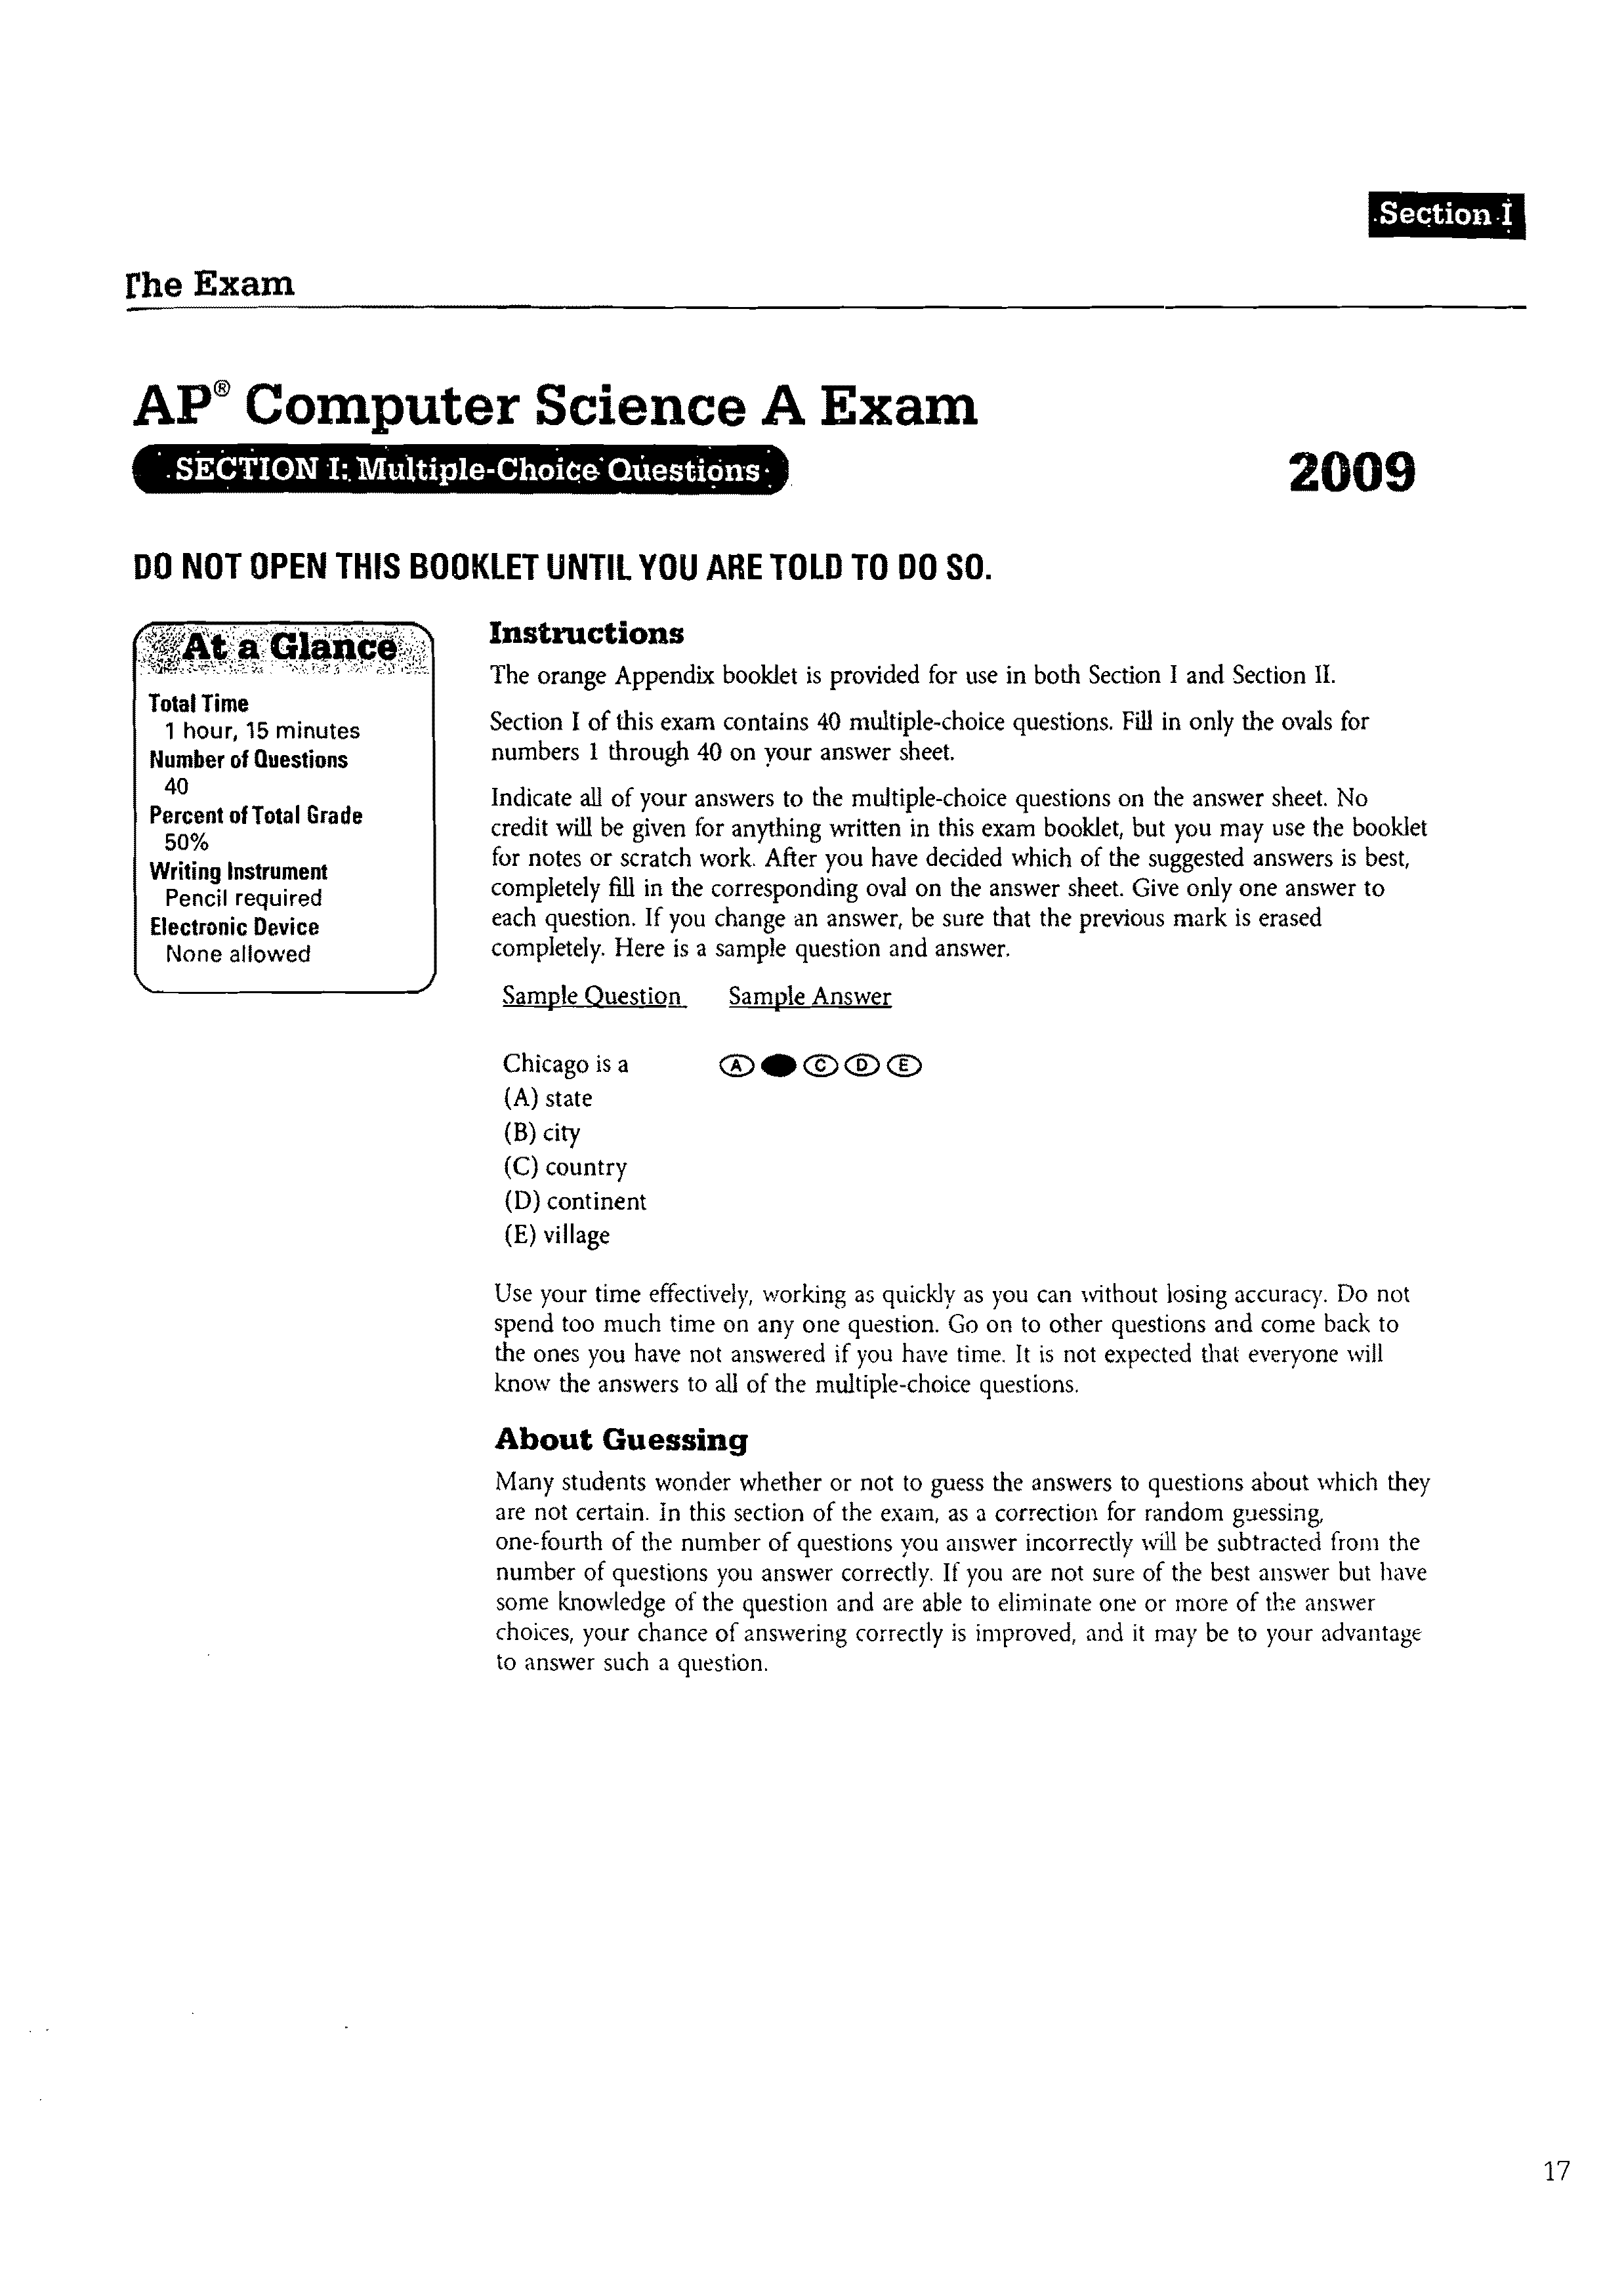 Section I
The Exam
AP® Computer Science A Exam
SECTION I: Multiple-Choice Questions
2009
DO NOT OPEN THIS BOOKLET UNTIL YOU ARE TOLD TO DO SO.
At a Glance
Total Time
1 hour, 15 minutes
Number of Questions
40
Percent of Total Grade
50%
Writing Instrument
Pencil required
Electronic Device
None allowed
Instructions
The orange Appendix booklet is provided for use in both Section I and Section II.
Section I of this exam contains 40 multiple-choice questions. Fill in only the ovals for
numbers 1 through 40 on your answer sheet.
Indicate all of your answers to the multiple-choice questions on the answer sheet. No
credit will be given for anything written in this exam booklet, but you may use the booklet
for notes or scratch work. After you have decided which of the suggested answers is best,
completely fill in the corresponding oval on the answer sheet. Give only one answer to
each question. If you change an answer, be sure that the previous mark is erased
completely. Here is a sample question and answer.
Sample Question Sample Answer
Chicago is a A C D E
(A) state
(B) city
(C) country
(D) continent
(E) village
Use your time effectively, working as quickly as you can without losing accuracy. Do not
spend too much time on any one question. Go on to other questions and come back to
the ones you have not answered if you have time. It is not expected that everyone will
know the answers to all of the multiple-choice questions.
About Guessing
Many students wonder whether or not to guess the answers to questions about which they
are not certain. In this section of the exam, as a correction for random guessing,
one-fourth of the number of questions you answer incorrectly will be subtracted from the
number of questions you answer correctly. If you are not sure of the best answer but have
some knowledge of the question and are able to eliminate one or more of the answer
choices, your chance of answering correctly is improved, and it may be to your advantage
to answer such a question.
17